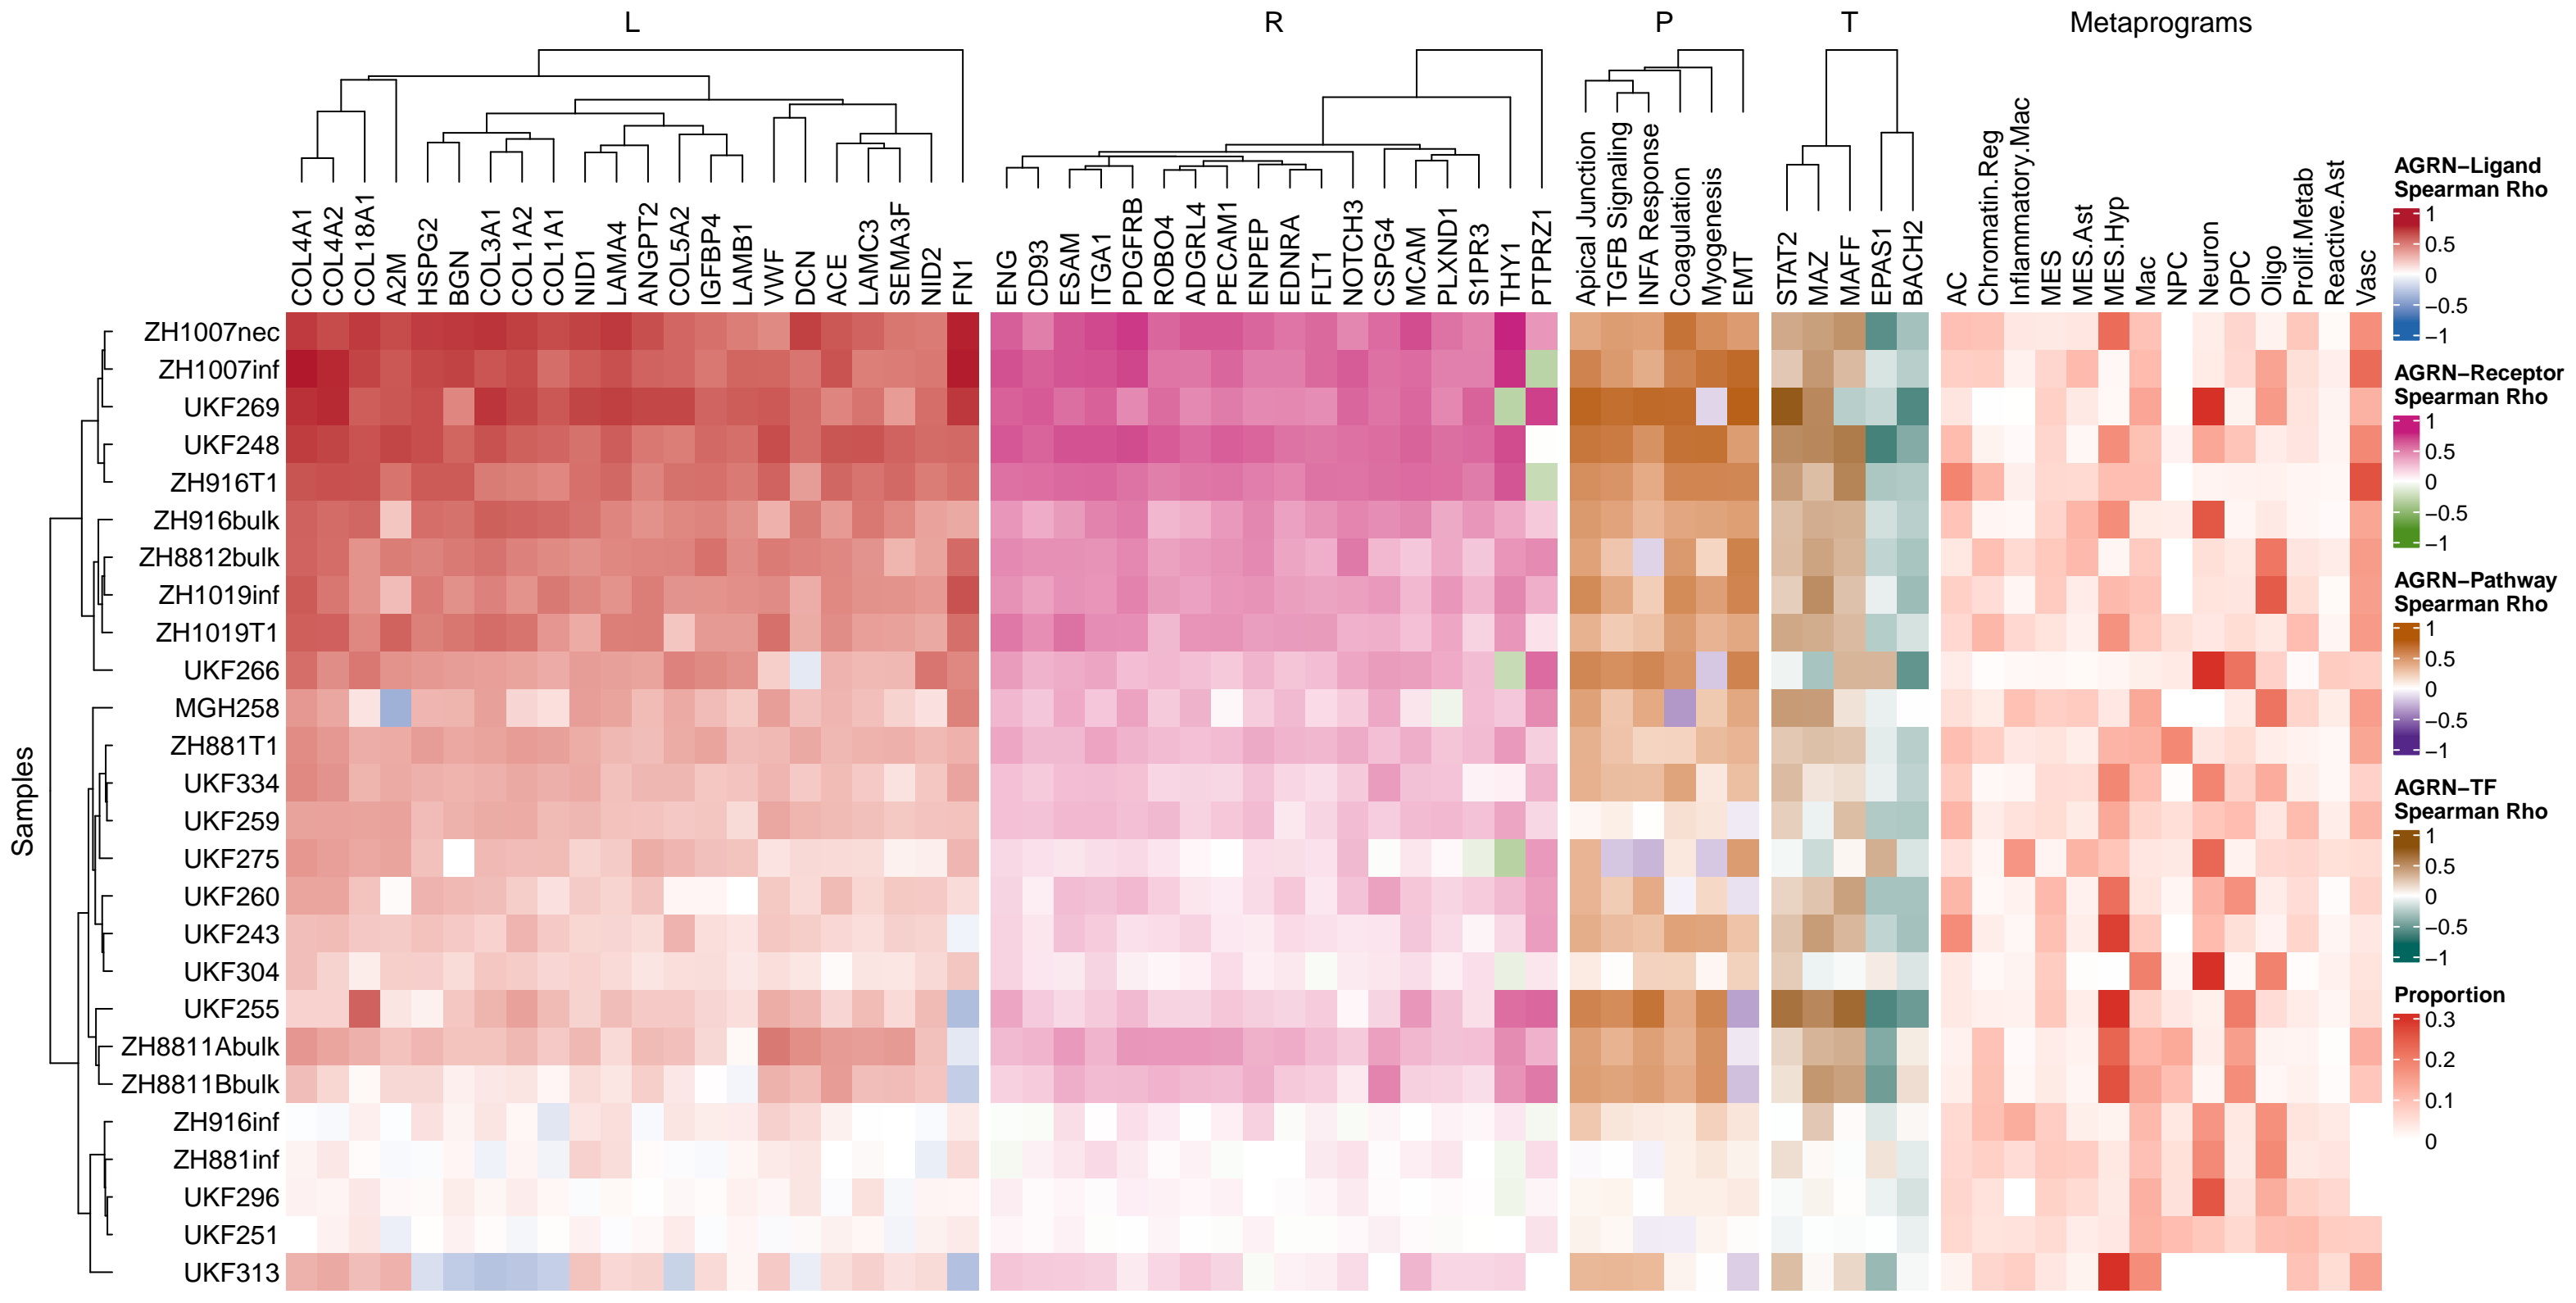 L
R
P
T
Metaprograms
COL4A1
COL4A2
COL18A1
A2M
HSPG2
BGN
COL3A1
COL1A2
COL1A1
NID1
LAMA4
ANGPT2
COL5A2
IGFBP4
LAMB1
VWF
DCN
ACE
LAMC3
SEMA3F
NID2
FN1
ENG
CD93
ESAM
ITGA1
PDGFRB
ROBO4
ADGRL4
PECAM1
ENPEP
EDNRA
FLT1
NOTCH3
CSPG4
MCAM
PLXND1
S1PR3
THY1
PTPRZ1
Apical Junction
TGFB Signaling
INFA Response
Coagulation
Myogenesis
EMT
STAT2
MAZ
MAFF
EPAS1
BACH2
AC
Chromatin.Reg
Inflammatory.Mac
MES
MES.Ast
MES.Hyp
Mac
NPC
Neuron
OPC
Oligo
Prolif.Metab
Reactive.Ast
Vasc
Samples
ZH1007nec
ZH1007inf
UKF269
UKF248
ZH916T1
ZH916bulk
ZH8812bulk
ZH1019inf
ZH1019T1
UKF266
MGH258
ZH881T1
UKF334
UKF259
UKF275
UKF260
UKF243
UKF304
UKF255
ZH8811Abulk
ZH8811Bbulk
ZH916inf
ZH881inf
UKF296
UKF251
UKF313
AGRN−Ligand
Spearman Rho
1
0.5
0
−0.5
−1
AGRN−Receptor
Spearman Rho
1
0.5
0
−0.5
−1
AGRN−Pathway
Spearman Rho
1
0.5
0
−0.5
−1
AGRN−TF
Spearman Rho
1
0.5
0
−0.5
−1
Proportion
0.3
0.2
0.1
0